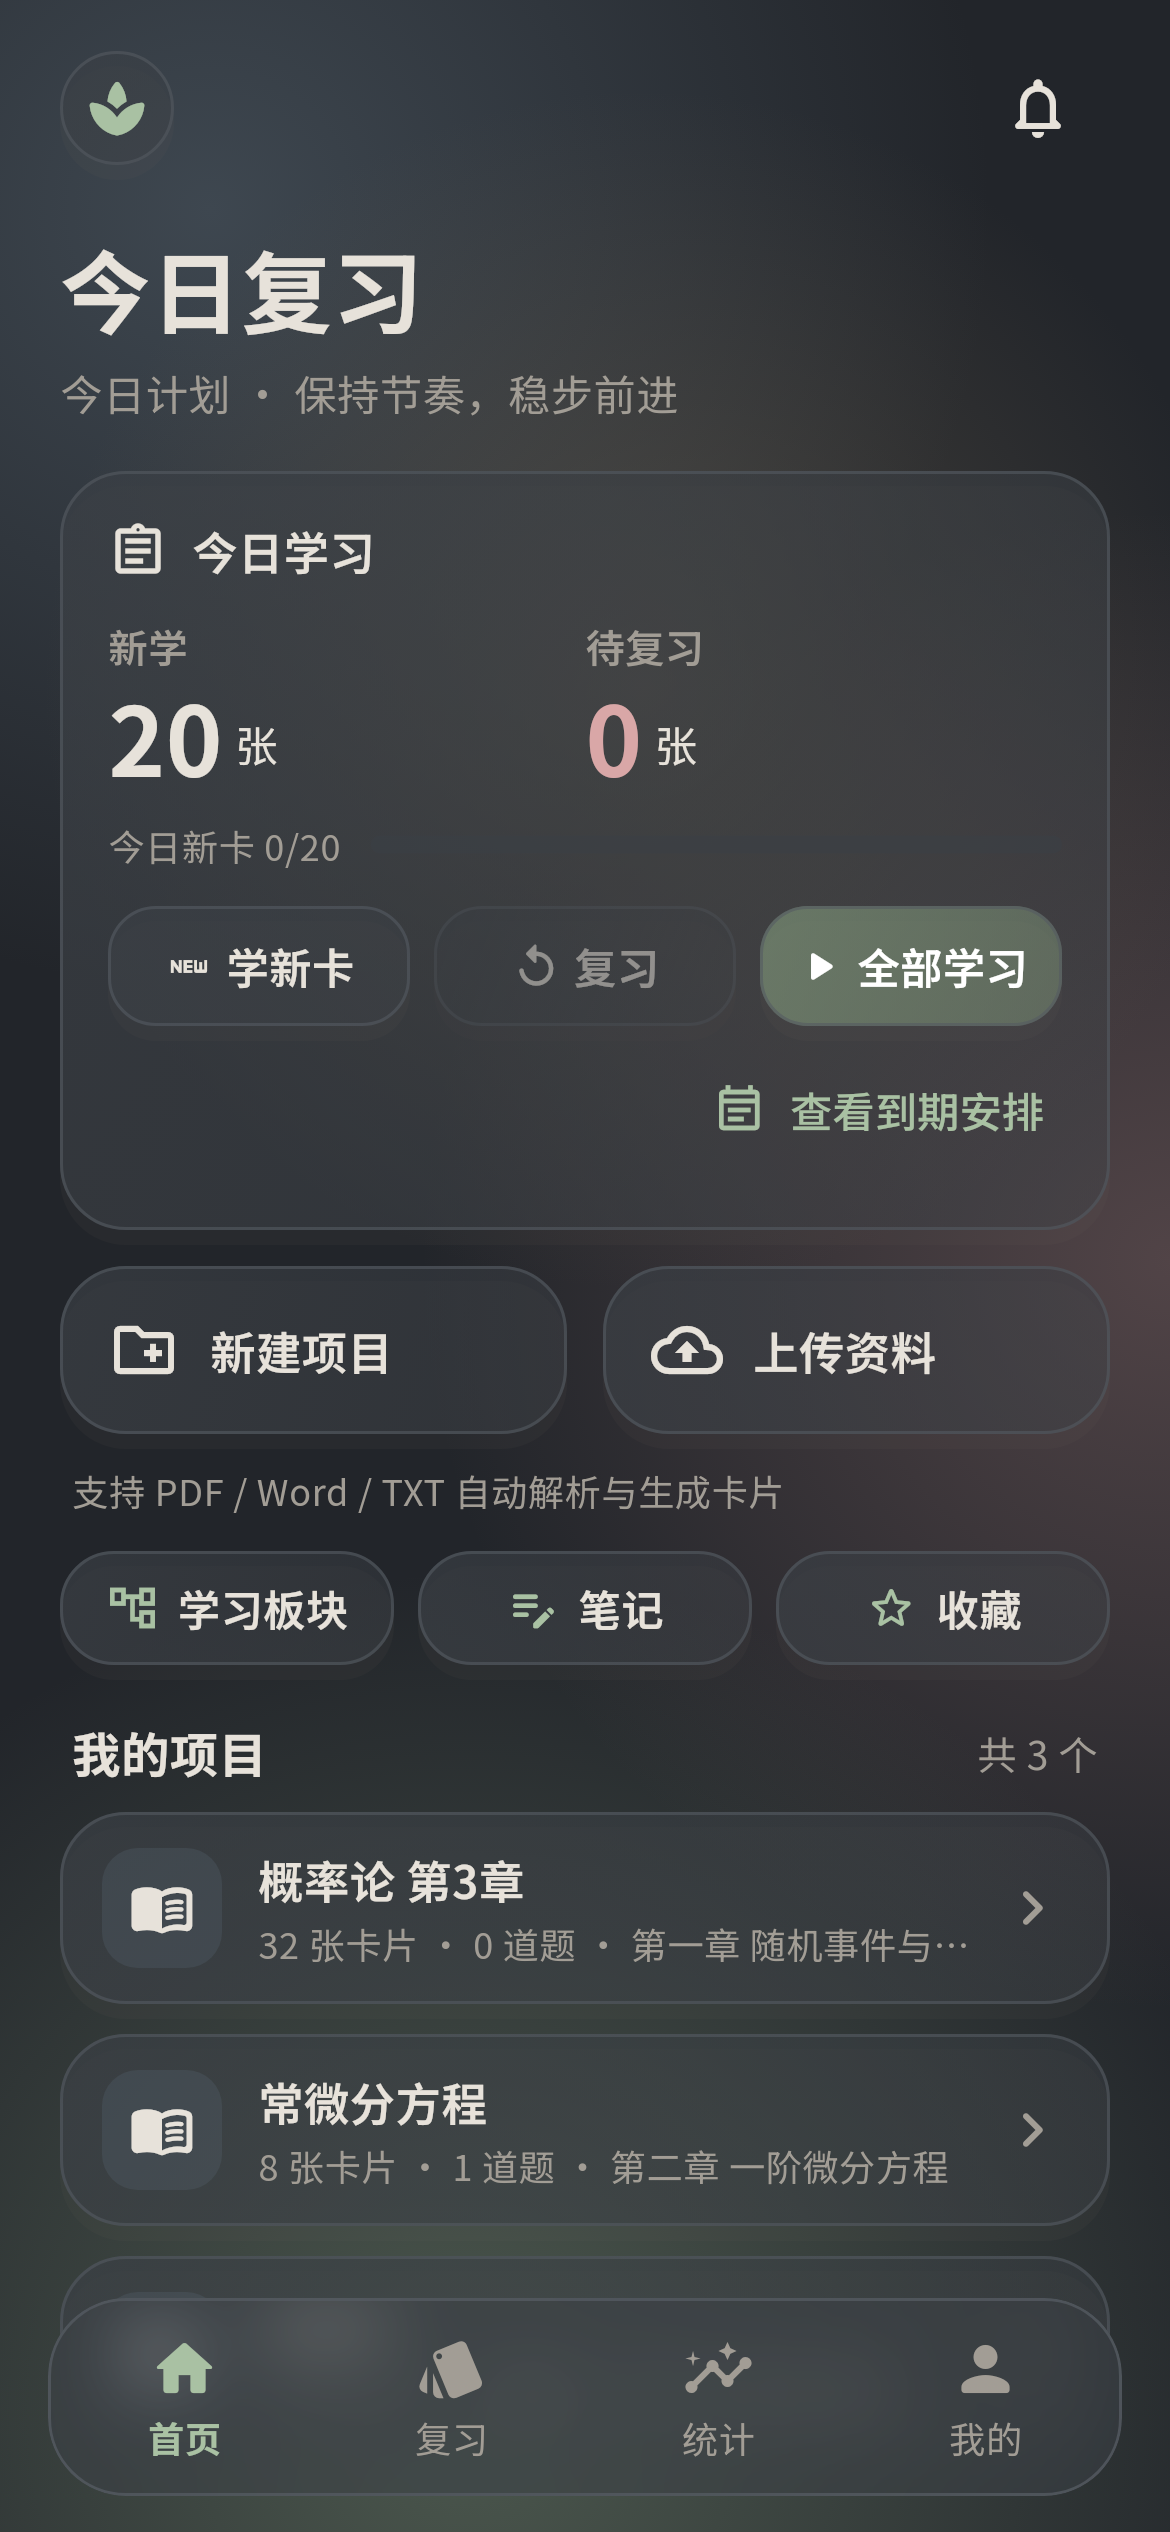 今日复习
今日计划 · 保持节奏，稳步前进
今日学习
新学
待复习
20 张
0 张
今日新卡 0/20
NEW 学新卡
复习
全部学习
查看到期安排
新建项目
上传资料
支持 PDF / Word / TXT 自动解析与生成卡片
学习板块
笔记
收藏
我的项目
共 3 个
概率论 第3章
32 张卡片 · 0 道题 · 第一章 随机事件与…
常微分方程
8 张卡片 · 1 道题 · 第二章 一阶微分方程
首页
复习
统计
我的